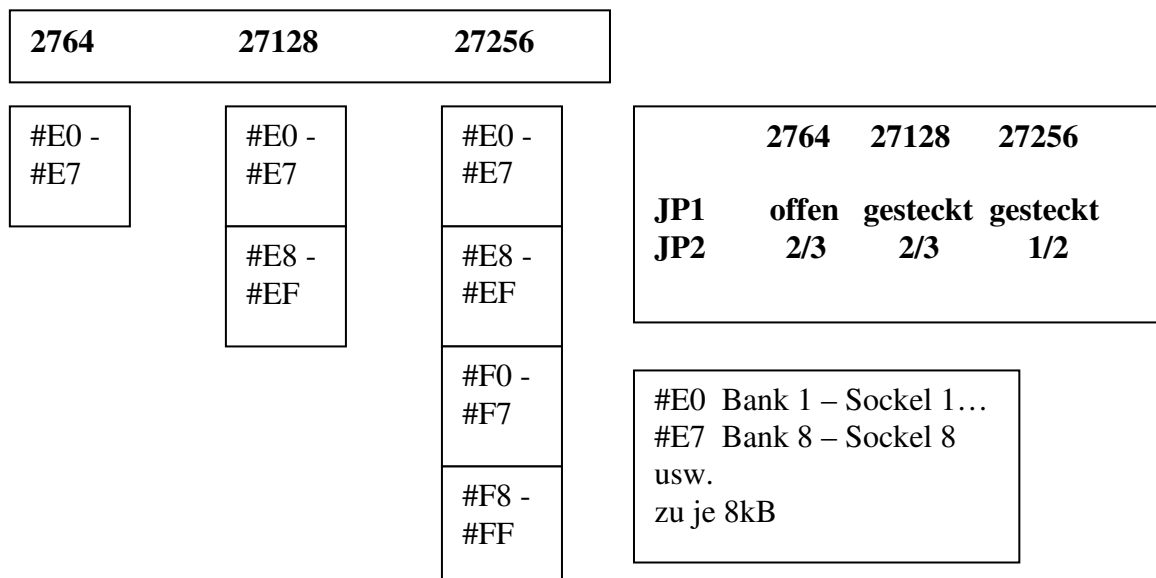 2764 27128 27256
#E0 -
#E7
#E0 -
#E7
#E8 -
#EF
#E0 -
#E7
#E8 -
#EF
#F0 -
#F7
#F8 -
#FF
2764 27128 27256
JP1 offen gesteckt gesteckt
JP2 2/3 2/3 1/2
#E0 Bank 1 – Sockel 1…
#E7 Bank 8 – Sockel 8
usw.
zu je 8kB